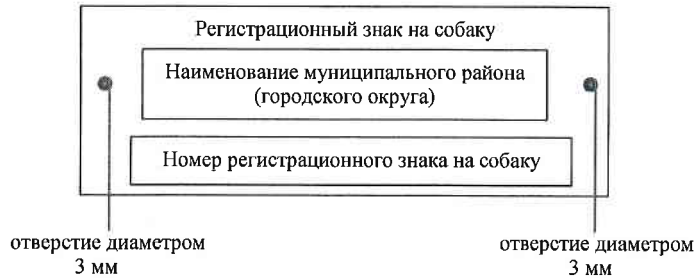 Регистрационный знак на собаку
Наименование муниципального района
(городского округа)
Номер регистрационного знака на собаку
отверстие диаметром
3 мм
отверстие диаметром
3 мм